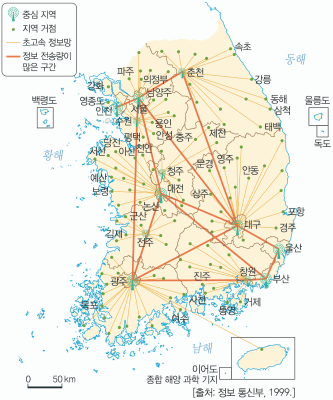 중심 지역
지역 거점
초고속 정보망
정보 전송량이
많은 구간
속초
동해
파주
의정부
춘천
강화
남양주
강릉
백령도
영종도
서울
인천
동해
울릉도
수원
용인
삼척
평택
안성
충주
제천
태백
독도
당진
아산
천안
황해
서산
문경
영주
청주
안동
예산
대전
상주
보령
논산
포항
군산
대구
경주
김제
전주
울산
창원
광주
진주
부산
사천
거제
목포
통영
여수
남해
이어도
종합 해양 과학 기지
0 50 km
[출처: 정보 통신부, 1999.]